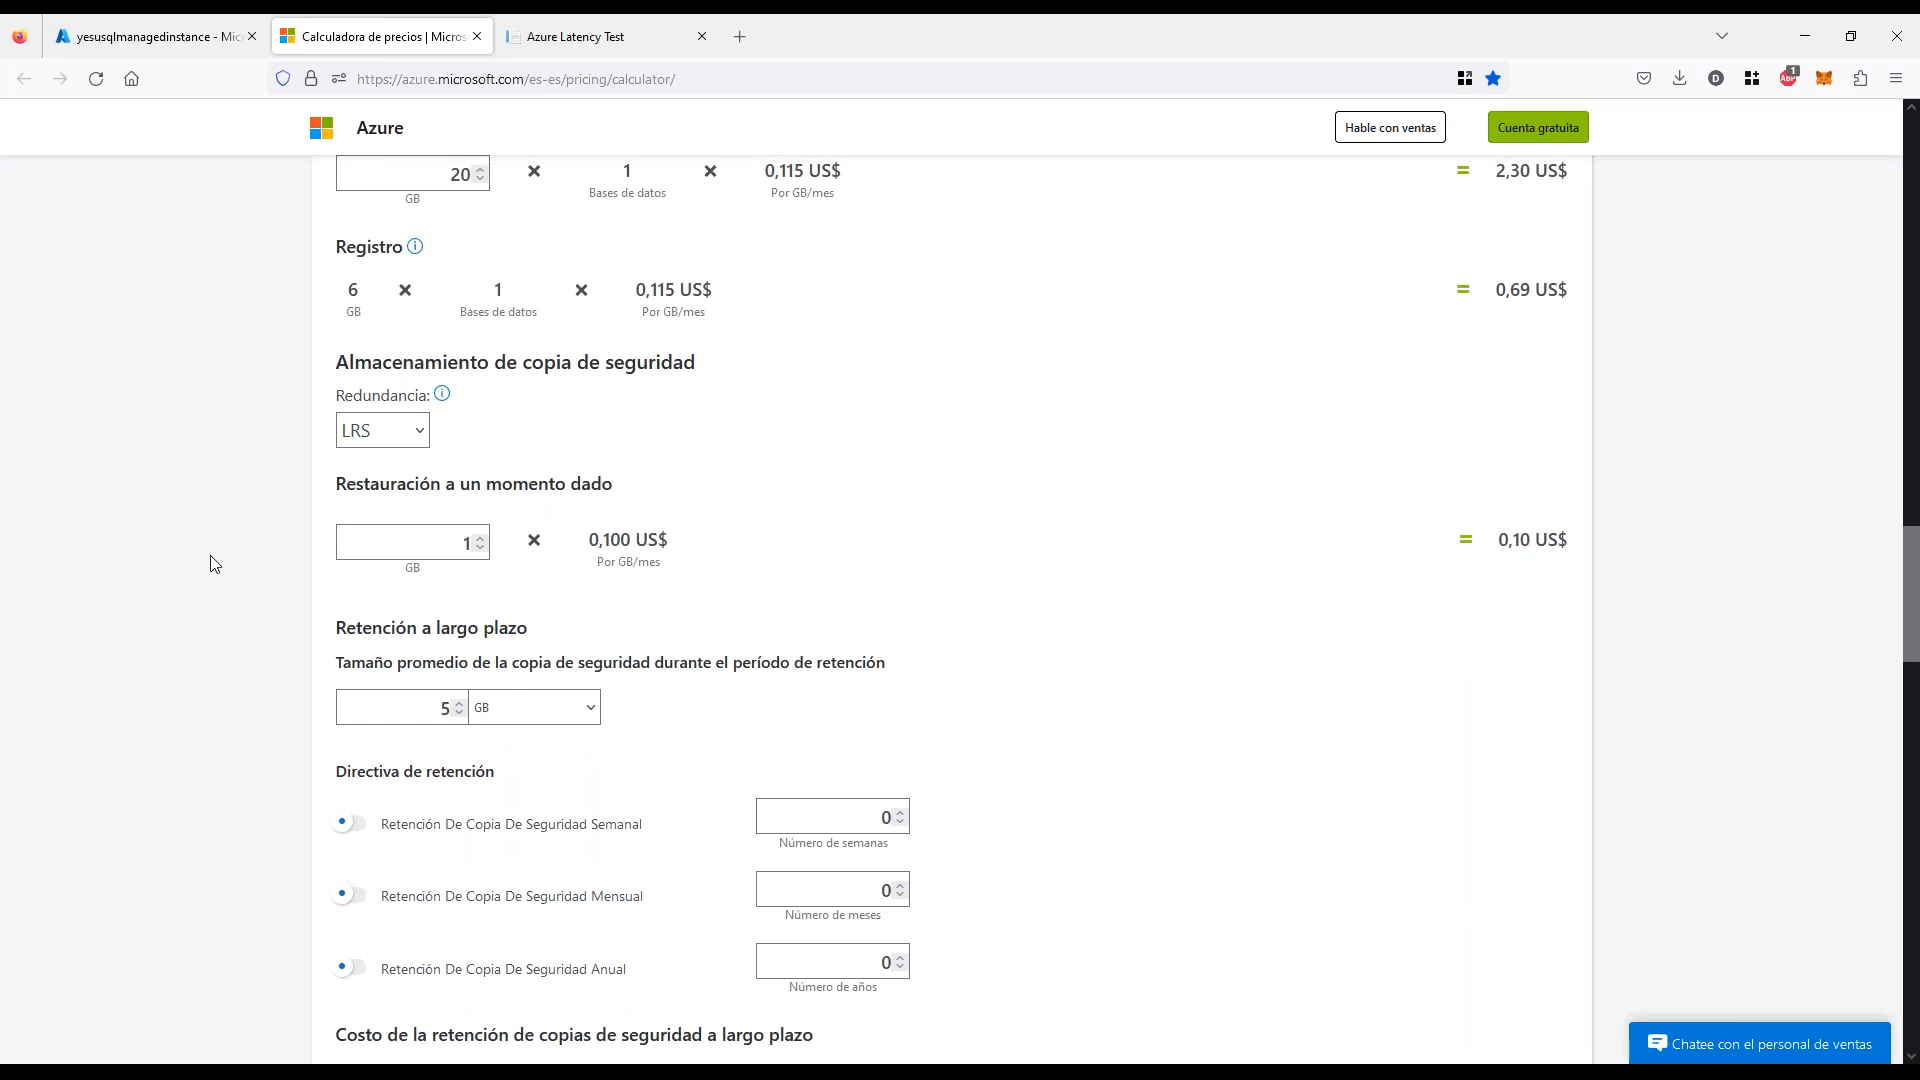 yesusqlmanagedinstance - Mic
Calculadora de precios | Micros
Azure Latency Test
https://azure.microsoft.com/es-es/pricing/calculator/
D
1
ABP
Azure
Hable con ventas
Cuenta gratuita
20 × 1 × 0,115 US$ = 2,30 US$
GB Bases de datos Por GB/mes
Registro
6 × 1 × 0,115 US$ = 0,69 US$
GB Bases de datos Por GB/mes
Almacenamiento de copia de seguridad
Redundancia:
LRS
Restauración a un momento dado
1 × 0,100 US$ = 0,10 US$
GB Por GB/mes
Retención a largo plazo
Tamaño promedio de la copia de seguridad durante el período de retención
5 GB
Directiva de retención
Retención De Copia De Seguridad Semanal 0
Número de semanas
Retención De Copia De Seguridad Mensual 0
Número de meses
Retención De Copia De Seguridad Anual 0
Número de años
Costo de la retención de copias de seguridad a largo plazo
Chatee con el personal de ventas